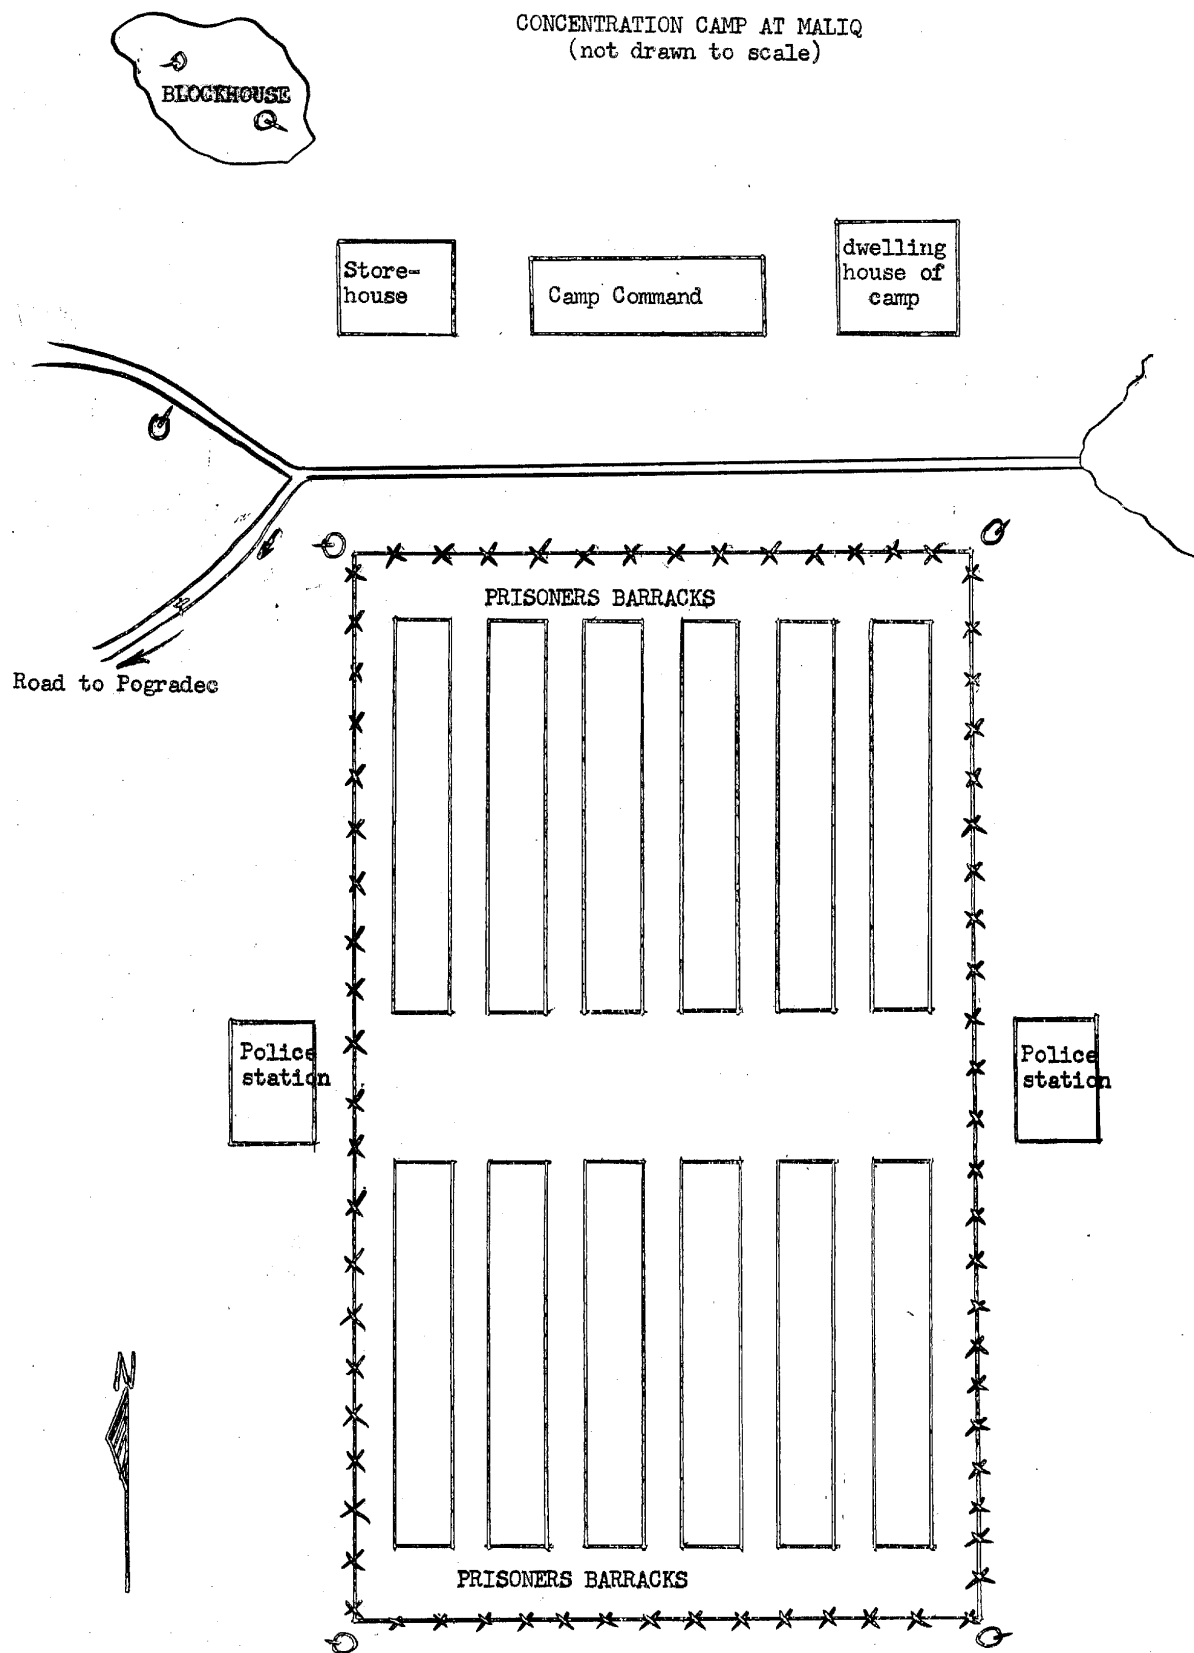 CONCENTRATION CAMP AT MALIQ
(not drawn to scale)
BLOCKHOUSE
Store-
house
Camp Command
dwelling
house of
camp
PRISONERS BARRACKS
Road to Pogradec
Police
station
Police
station
N
PRISONERS BARRACKS